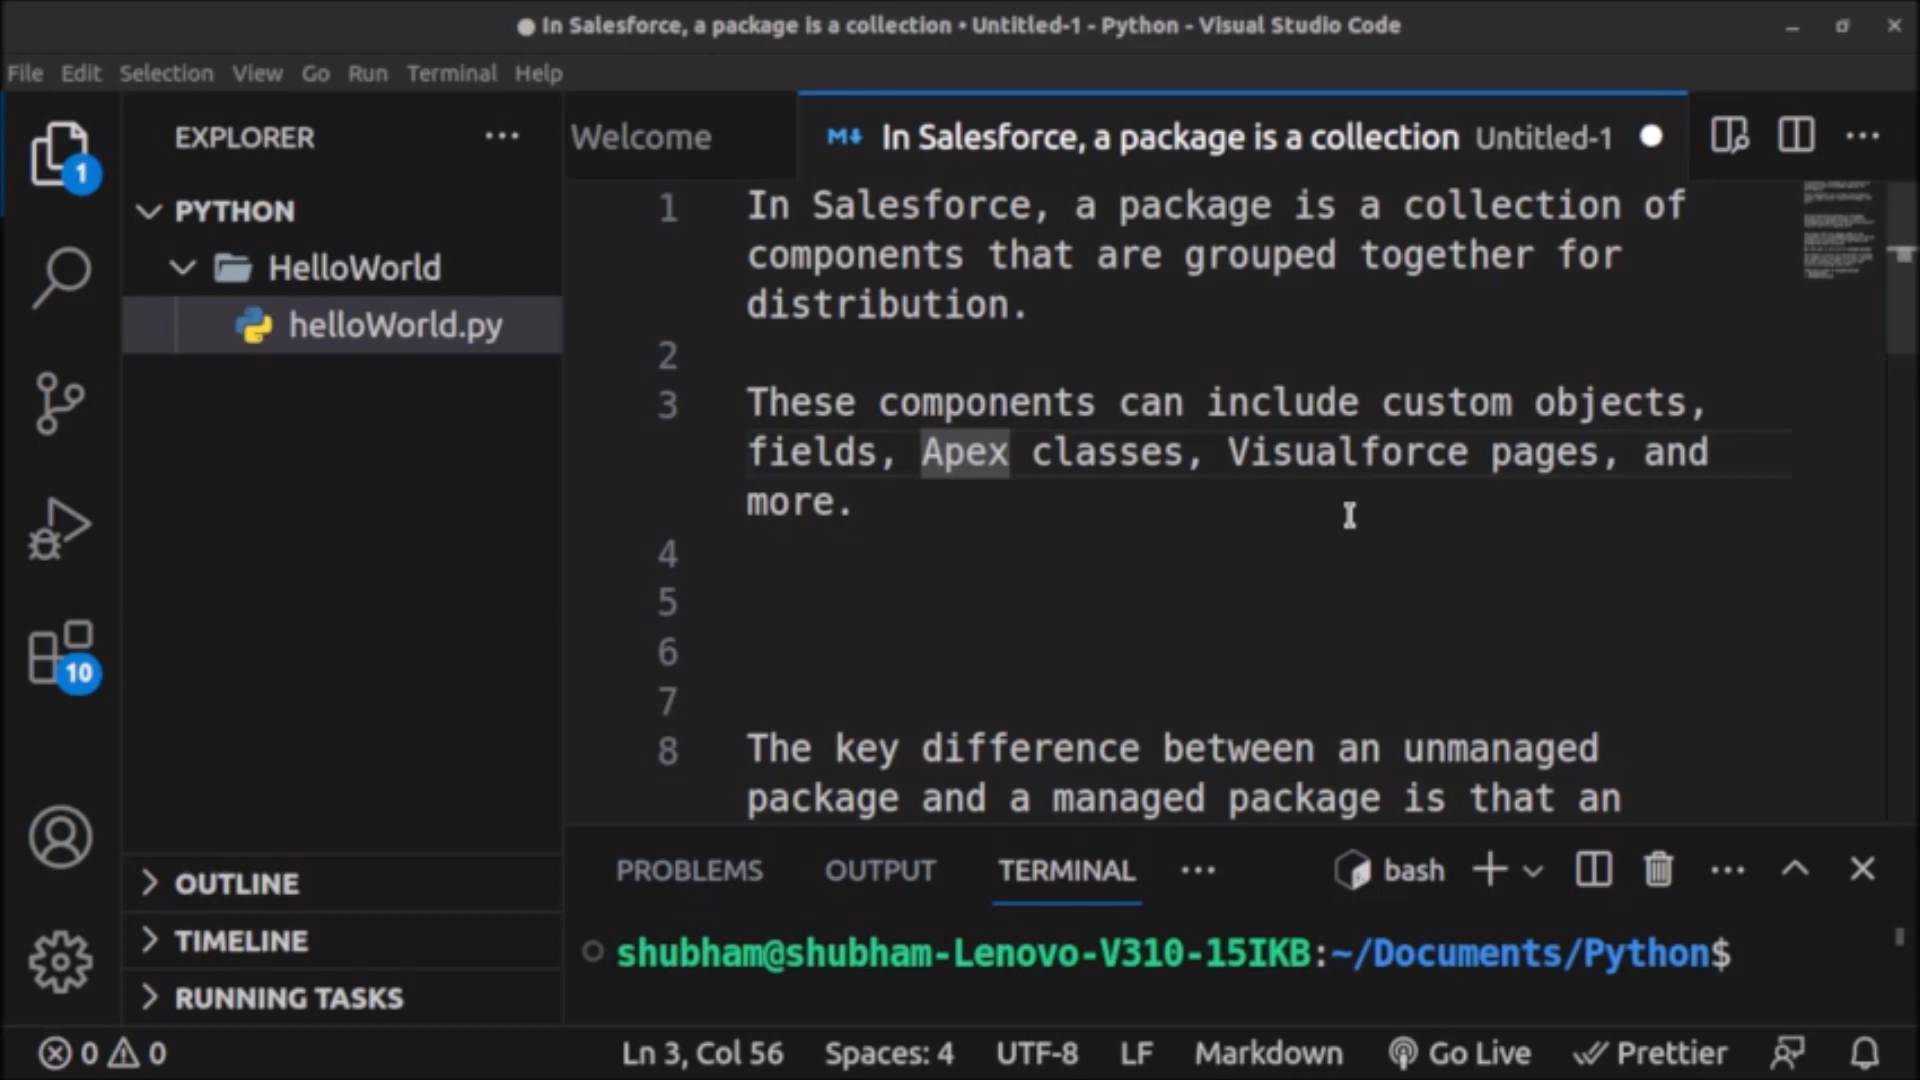 In Salesforce, a package is a collection • Untitled-1 - Python - Visual Studio Code
File Edit Selection View Go Run Terminal Help
EXPLORER
PYTHON
HelloWorld
helloWorld.py
OUTLINE
TIMELINE
RUNNING TASKS
1
10
Welcome
In Salesforce, a package is a collection Untitled-1
1 In Salesforce, a package is a collection of
components that are grouped together for
distribution.
2
3 These components can include custom objects,
fields, Apex classes, Visualforce pages, and
more.
4
5
6
7
8 The key difference between an unmanaged
package and a managed package is that an
PROBLEMS OUTPUT TERMINAL bash
shubham@shubham-Lenovo-V310-15IKB:~/Documents/Python$
0 0 Ln 3, Col 56 Spaces: 4 UTF-8 LF Markdown Go Live Prettier